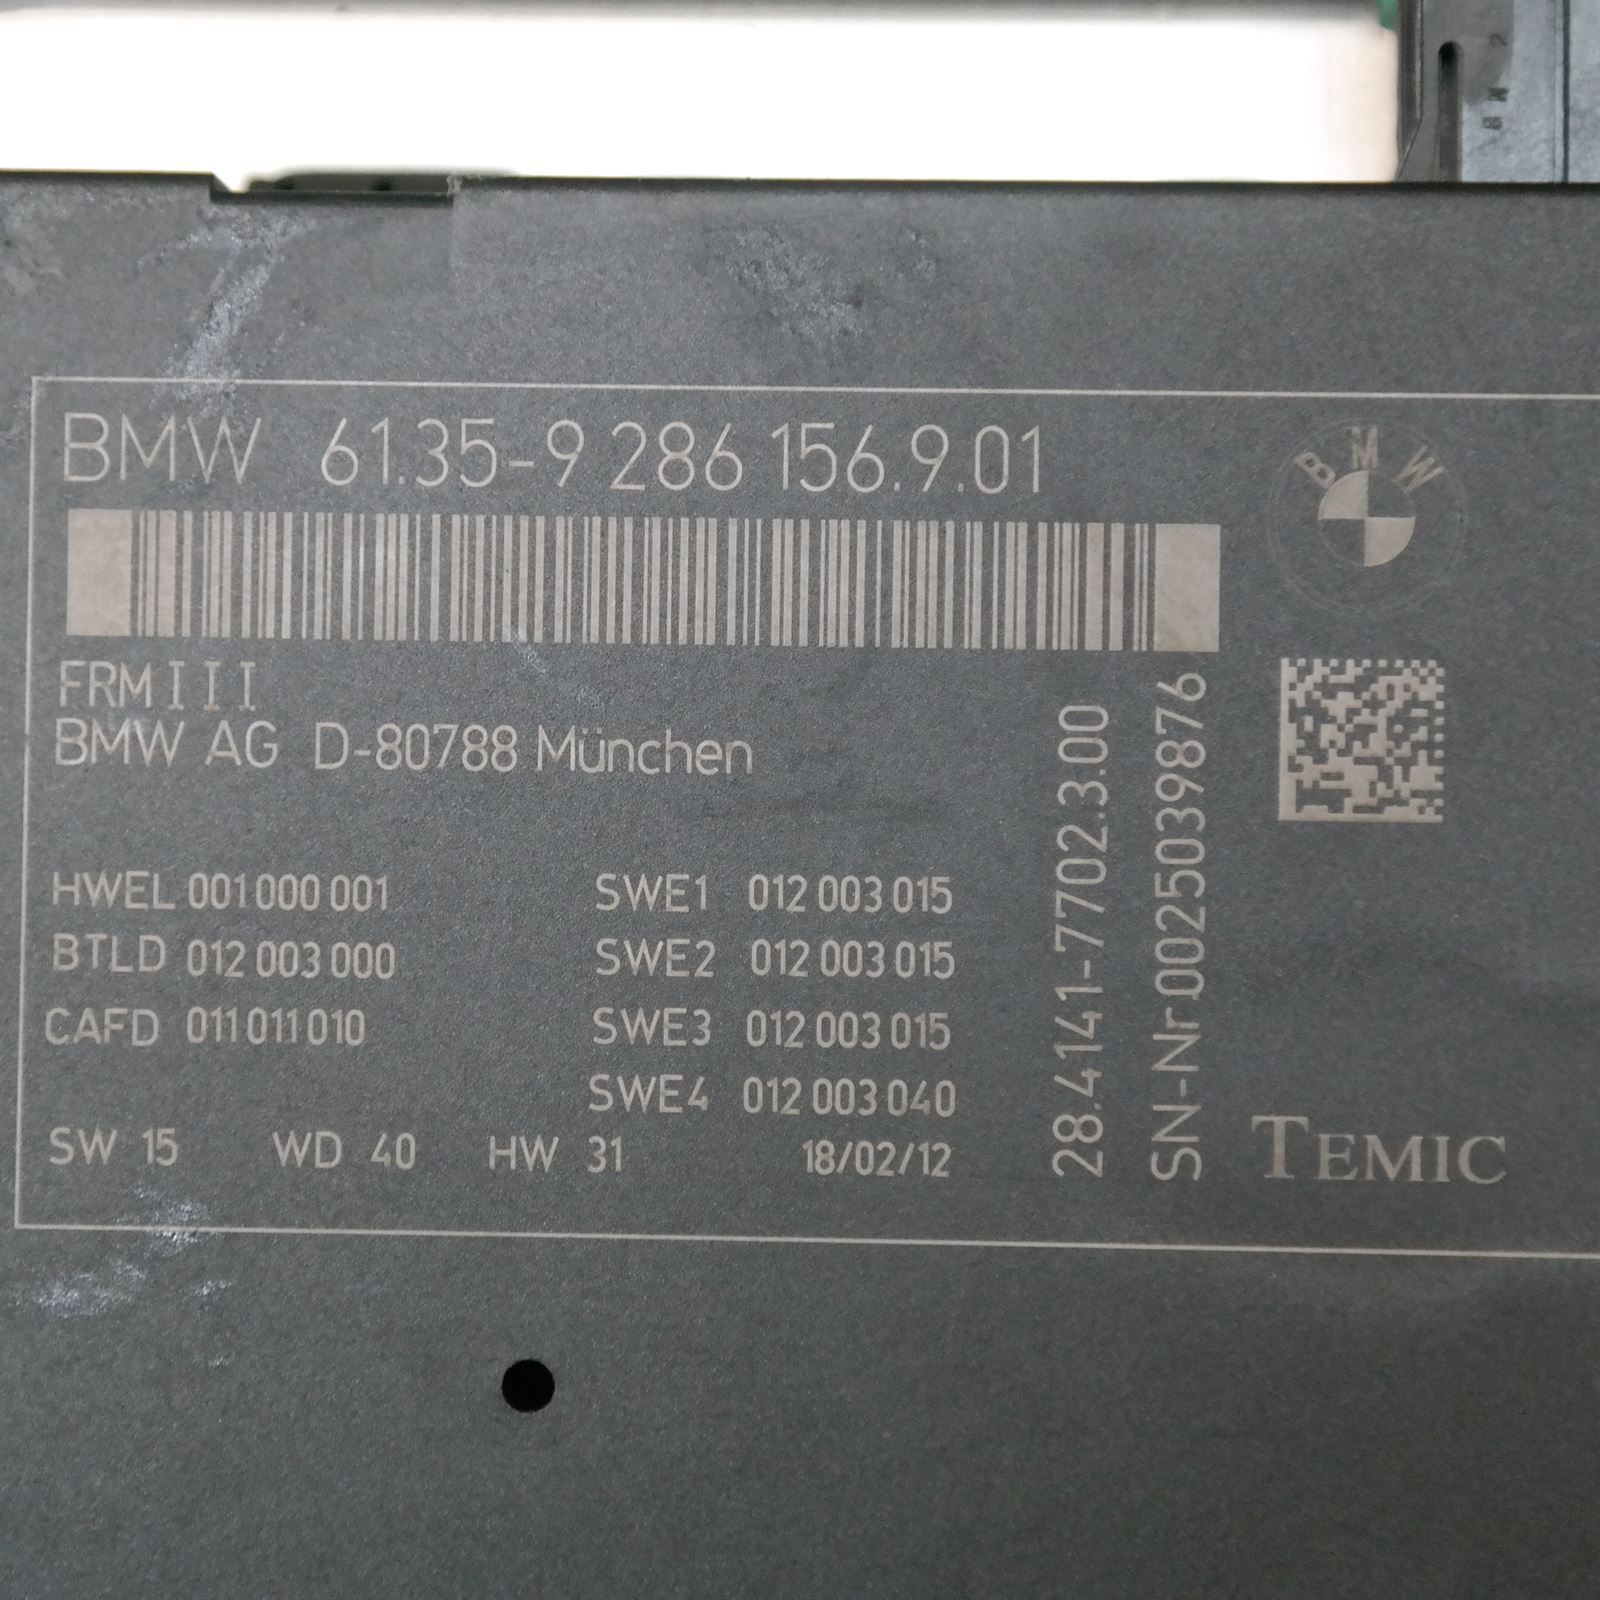 BMW 61.35-9 286 156.9.01
BMW
FRM III
BMW AG D-80788 München
HWEL 001 000 001
SWE1 012 003 015
BTLD 012 003 000
SWE2 012 003 015
CAFD 011 011 010
SWE3 012 003 015
SWE4 012 003 040
SW 15 WD 40 HW 31 18/02/12
28.4141-7702.3.00
SN-Nr.0025039876
TEMIC